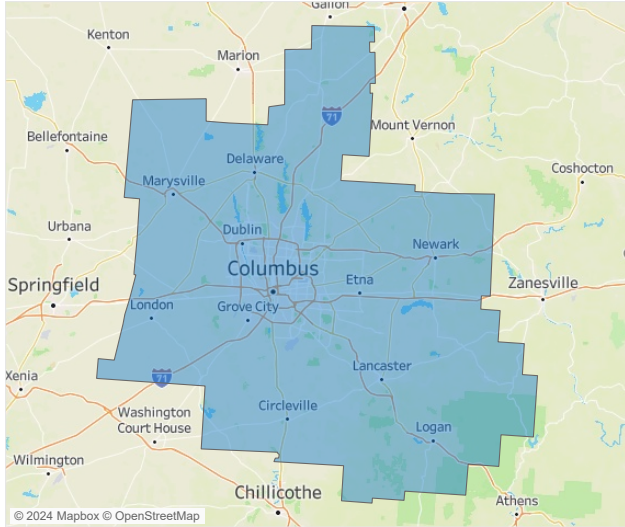 Galion
Kenton
Marion
71
Mount Vernon
Bellefontaine
Delaware
Coshocton
Marysville
Urbana
Dublin
Newark
Columbus
Etna
Springfield
Zanesville
London
Grove City
Lancaster
Xenia
71
Circleville
Washington
Court House
Logan
Wilmington
Chillicothe
Athens
© 2024 Mapbox © OpenStreetMap